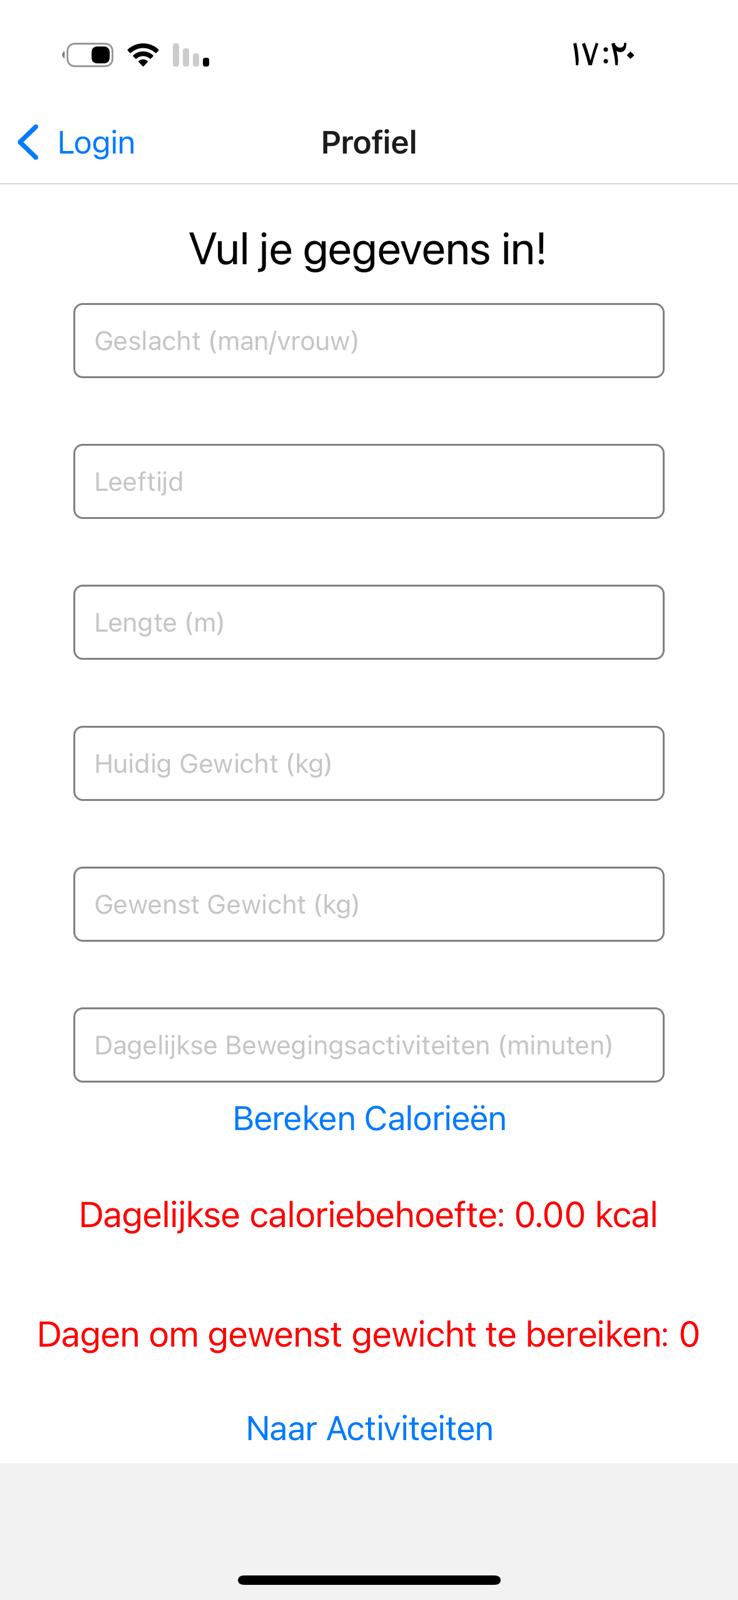 ١٧:٢٠
Login
Profiel
Vul je gegevens in!
Geslacht (man/vrouw)
Leeftijd
Lengte (m)
Huidig Gewicht (kg)
Gewenst Gewicht (kg)
Dagelijkse Bewegingsactiviteiten (minuten)
Bereken Calorieën
Dagelijkse caloriebehoefte: 0.00 kcal
Dagen om gewenst gewicht te bereiken: 0
Naar Activiteiten